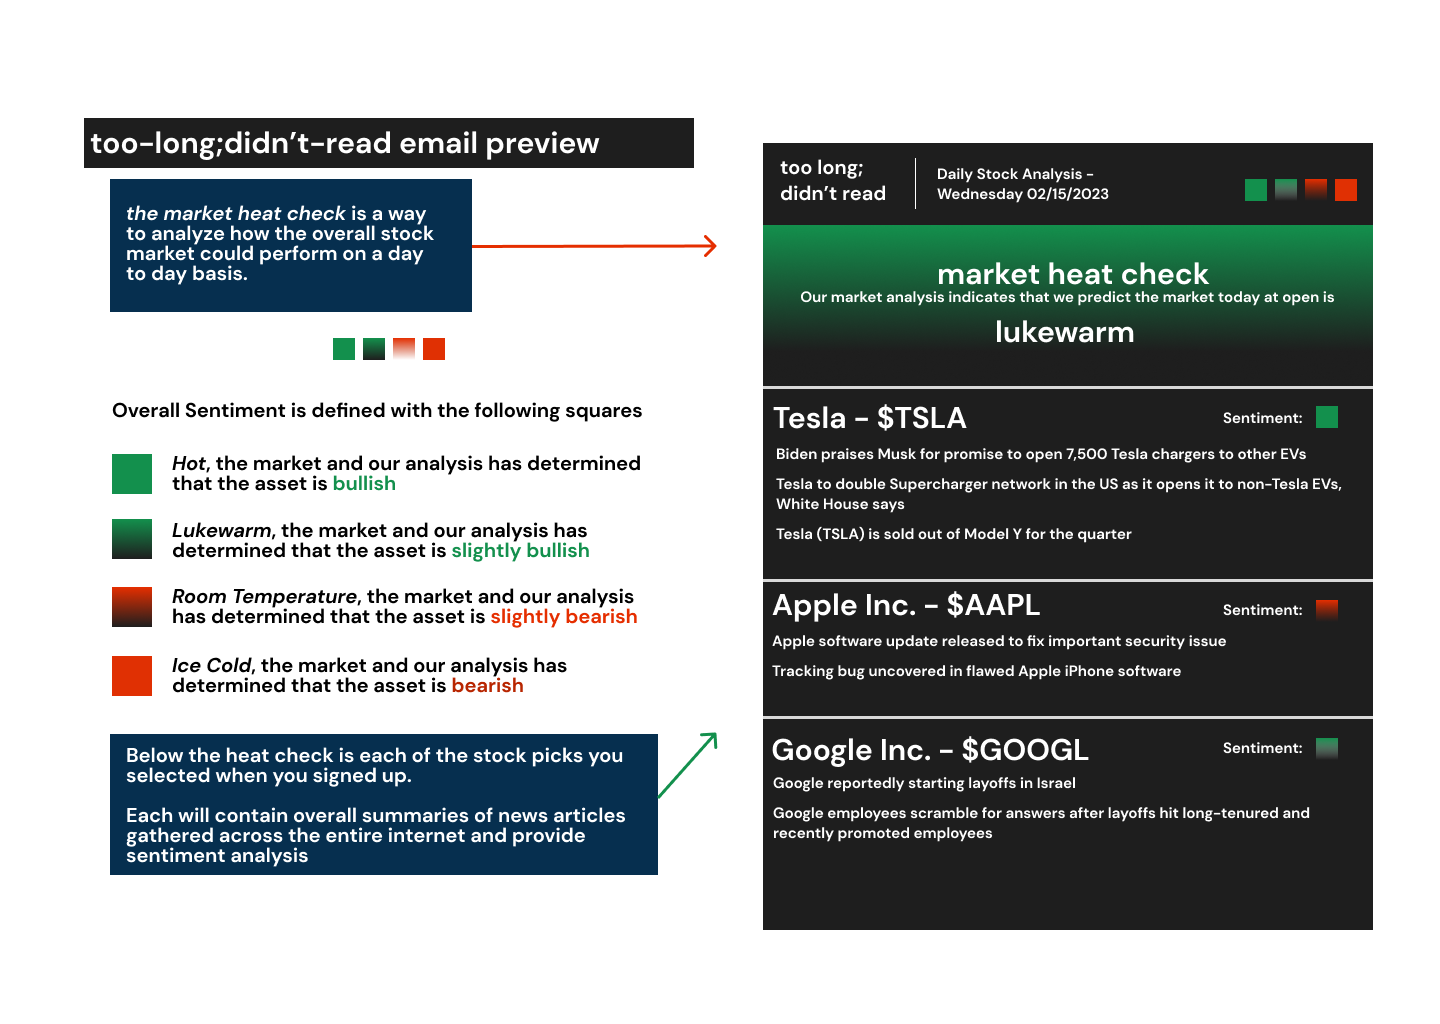 too-long;didn’t-read email preview
the market heat check is a way
to analyze how the overall stock
market could perform on a day
to day basis.
Overall Sentiment is defined with the following squares
Hot, the market and our analysis has determined
that the asset is bullish
Lukewarm, the market and our analysis has
determined that the asset is slightly bullish
Room Temperature, the market and our analysis
has determined that the asset is slightly bearish
Ice Cold, the market and our analysis has
determined that the asset is bearish
Below the heat check is each of the stock picks you
selected when you signed up.
Each will contain overall summaries of news articles
gathered across the entire internet and provide
sentiment analysis
too long;
didn’t read
Daily Stock Analysis -
Wednesday 02/15/2023
market heat check
Our market analysis indicates that we predict the market today at open is
lukewarm
Tesla - $TSLA
Sentiment:
Biden praises Musk for promise to open 7,500 Tesla chargers to other EVs
Tesla to double Supercharger network in the US as it opens it to non-Tesla EVs,
White House says
Tesla (TSLA) is sold out of Model Y for the quarter
Apple Inc. - $AAPL
Sentiment:
Apple software update released to fix important security issue
Tracking bug uncovered in flawed Apple iPhone software
Google Inc. - $GOOGL
Sentiment:
Google reportedly starting layoffs in Israel
Google employees scramble for answers after layoffs hit long-tenured and
recently promoted employees